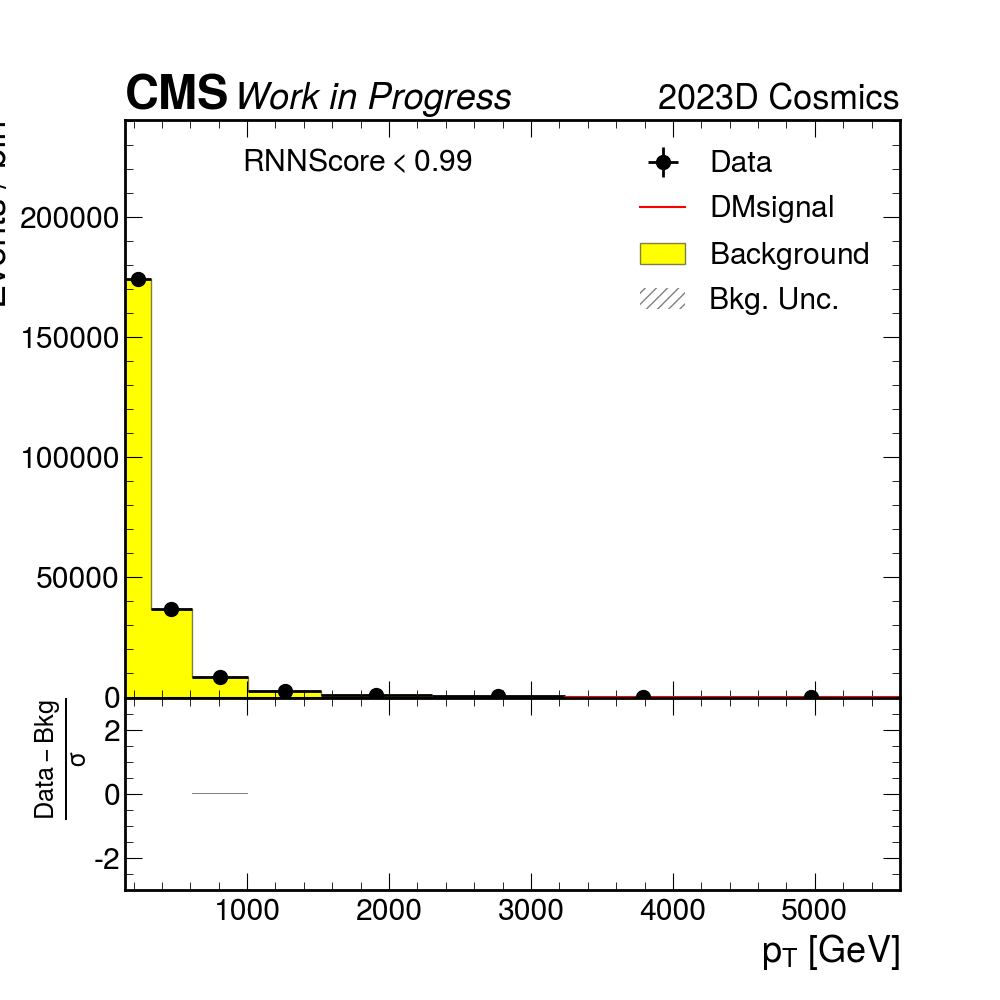 CMS Work in Progress 2023D Cosmics
RNNScore < 0.99
Data
DMsignal
Background
Bkg. Unc.
200000
150000
100000
50000
0
Data – Bkg
σ
2
0
-2
1000 2000 3000 4000 5000
pT [GeV]